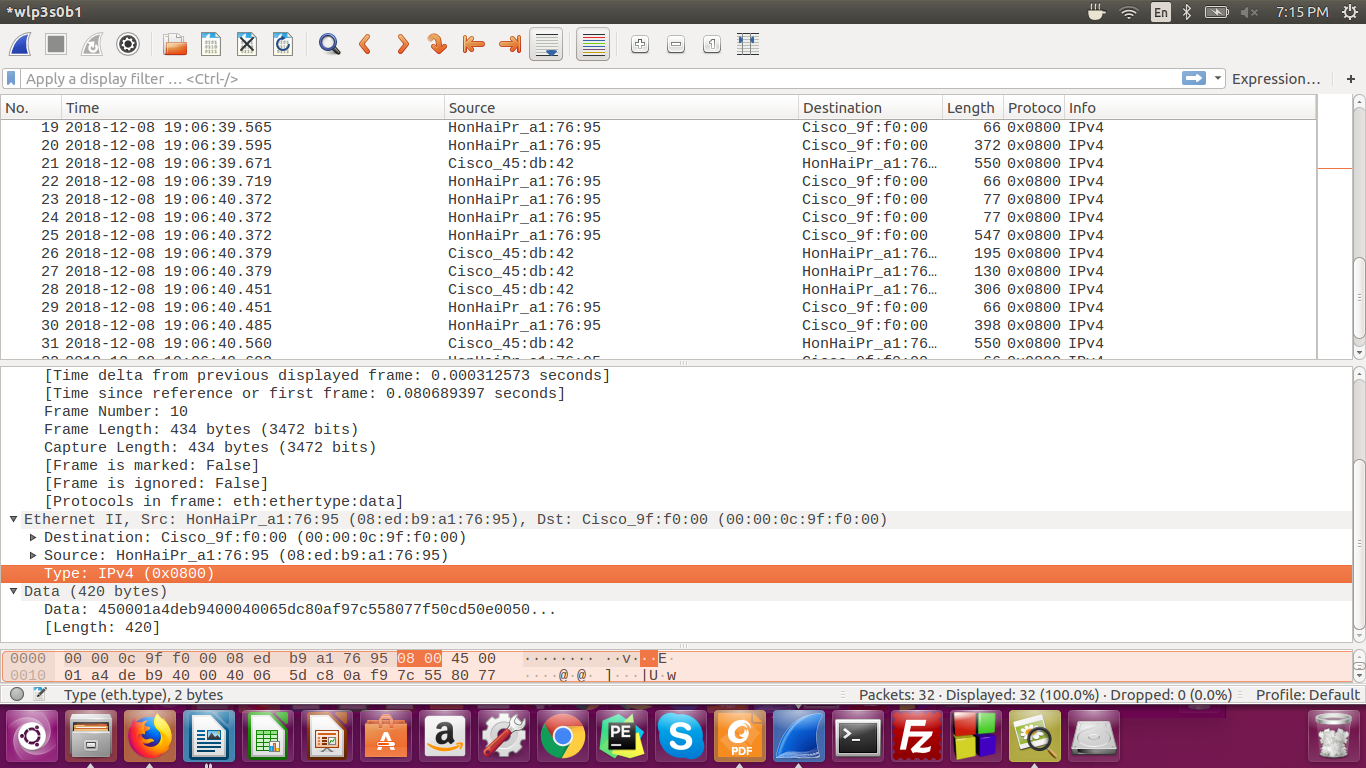 *wlp3s0b1
En
7:15 PM
Apply a display filter … <Ctrl-/>
Expression…
+
No. Time Source Destination Length Protoco Info
19 2018-12-08 19:06:39.565 HonHaiPr_a1:76:95 Cisco_9f:f0:00 66 0x0800 IPv4
20 2018-12-08 19:06:39.595 HonHaiPr_a1:76:95 Cisco_9f:f0:00 372 0x0800 IPv4
21 2018-12-08 19:06:39.671 Cisco_45:db:42 HonHaiPr_a1:76… 550 0x0800 IPv4
22 2018-12-08 19:06:39.719 HonHaiPr_a1:76:95 Cisco_9f:f0:00 66 0x0800 IPv4
23 2018-12-08 19:06:40.372 HonHaiPr_a1:76:95 Cisco_9f:f0:00 77 0x0800 IPv4
24 2018-12-08 19:06:40.372 HonHaiPr_a1:76:95 Cisco_9f:f0:00 77 0x0800 IPv4
25 2018-12-08 19:06:40.372 HonHaiPr_a1:76:95 Cisco_9f:f0:00 547 0x0800 IPv4
26 2018-12-08 19:06:40.379 Cisco_45:db:42 HonHaiPr_a1:76… 195 0x0800 IPv4
27 2018-12-08 19:06:40.379 Cisco_45:db:42 HonHaiPr_a1:76… 130 0x0800 IPv4
28 2018-12-08 19:06:40.451 Cisco_45:db:42 HonHaiPr_a1:76… 306 0x0800 IPv4
29 2018-12-08 19:06:40.451 HonHaiPr_a1:76:95 Cisco_9f:f0:00 66 0x0800 IPv4
30 2018-12-08 19:06:40.485 HonHaiPr_a1:76:95 Cisco_9f:f0:00 398 0x0800 IPv4
31 2018-12-08 19:06:40.560 Cisco_45:db:42 HonHaiPr_a1:76… 550 0x0800 IPv4
[Time delta from previous displayed frame: 0.000312573 seconds]
[Time since reference or first frame: 0.080689397 seconds]
Frame Number: 10
Frame Length: 434 bytes (3472 bits)
Capture Length: 434 bytes (3472 bits)
[Frame is marked: False]
[Frame is ignored: False]
[Protocols in frame: eth:ethertype:data]
Ethernet II, Src: HonHaiPr_a1:76:95 (08:ed:b9:a1:76:95), Dst: Cisco_9f:f0:00 (00:00:0c:9f:f0:00)
Destination: Cisco_9f:f0:00 (00:00:0c:9f:f0:00)
Source: HonHaiPr_a1:76:95 (08:ed:b9:a1:76:95)
Type: IPv4 (0x0800)
Data (420 bytes)
Data: 450001a4deb9400040065dc80af97c558077f50cd50e0050...
[Length: 420]
0000 00 00 0c 9f f0 00 08 ed b9 a1 76 95 08 00 45 00 ········ ··v···E·
0010 01 a4 de b9 40 00 40 06 5d c8 0a f9 7c 55 80 77 ····@·@· ]···|U·w
Type (eth.type), 2 bytes
Packets: 32 · Displayed: 32 (100.0%) · Dropped: 0 (0.0%)
Profile: Default
A
a
PE
S
PDF
>_
Fz